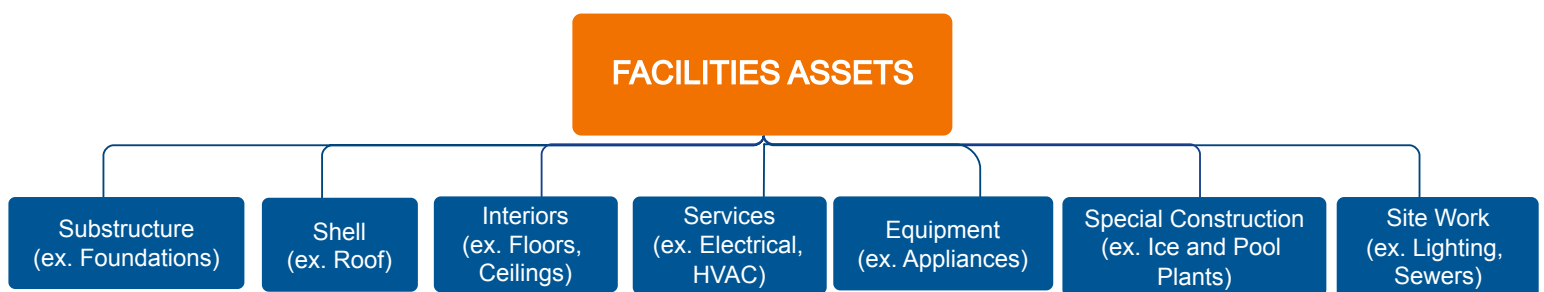 FACILITIES ASSETS
Substructure
(ex. Foundations)
Shell
(ex. Roof)
Interiors
(ex. Floors,
Ceilings)
Services
(ex. Electrical,
HVAC)
Equipment
(ex. Appliances)
Special Construction
(ex. Ice and Pool
Plants)
Site Work
(ex. Lighting,
Sewers)